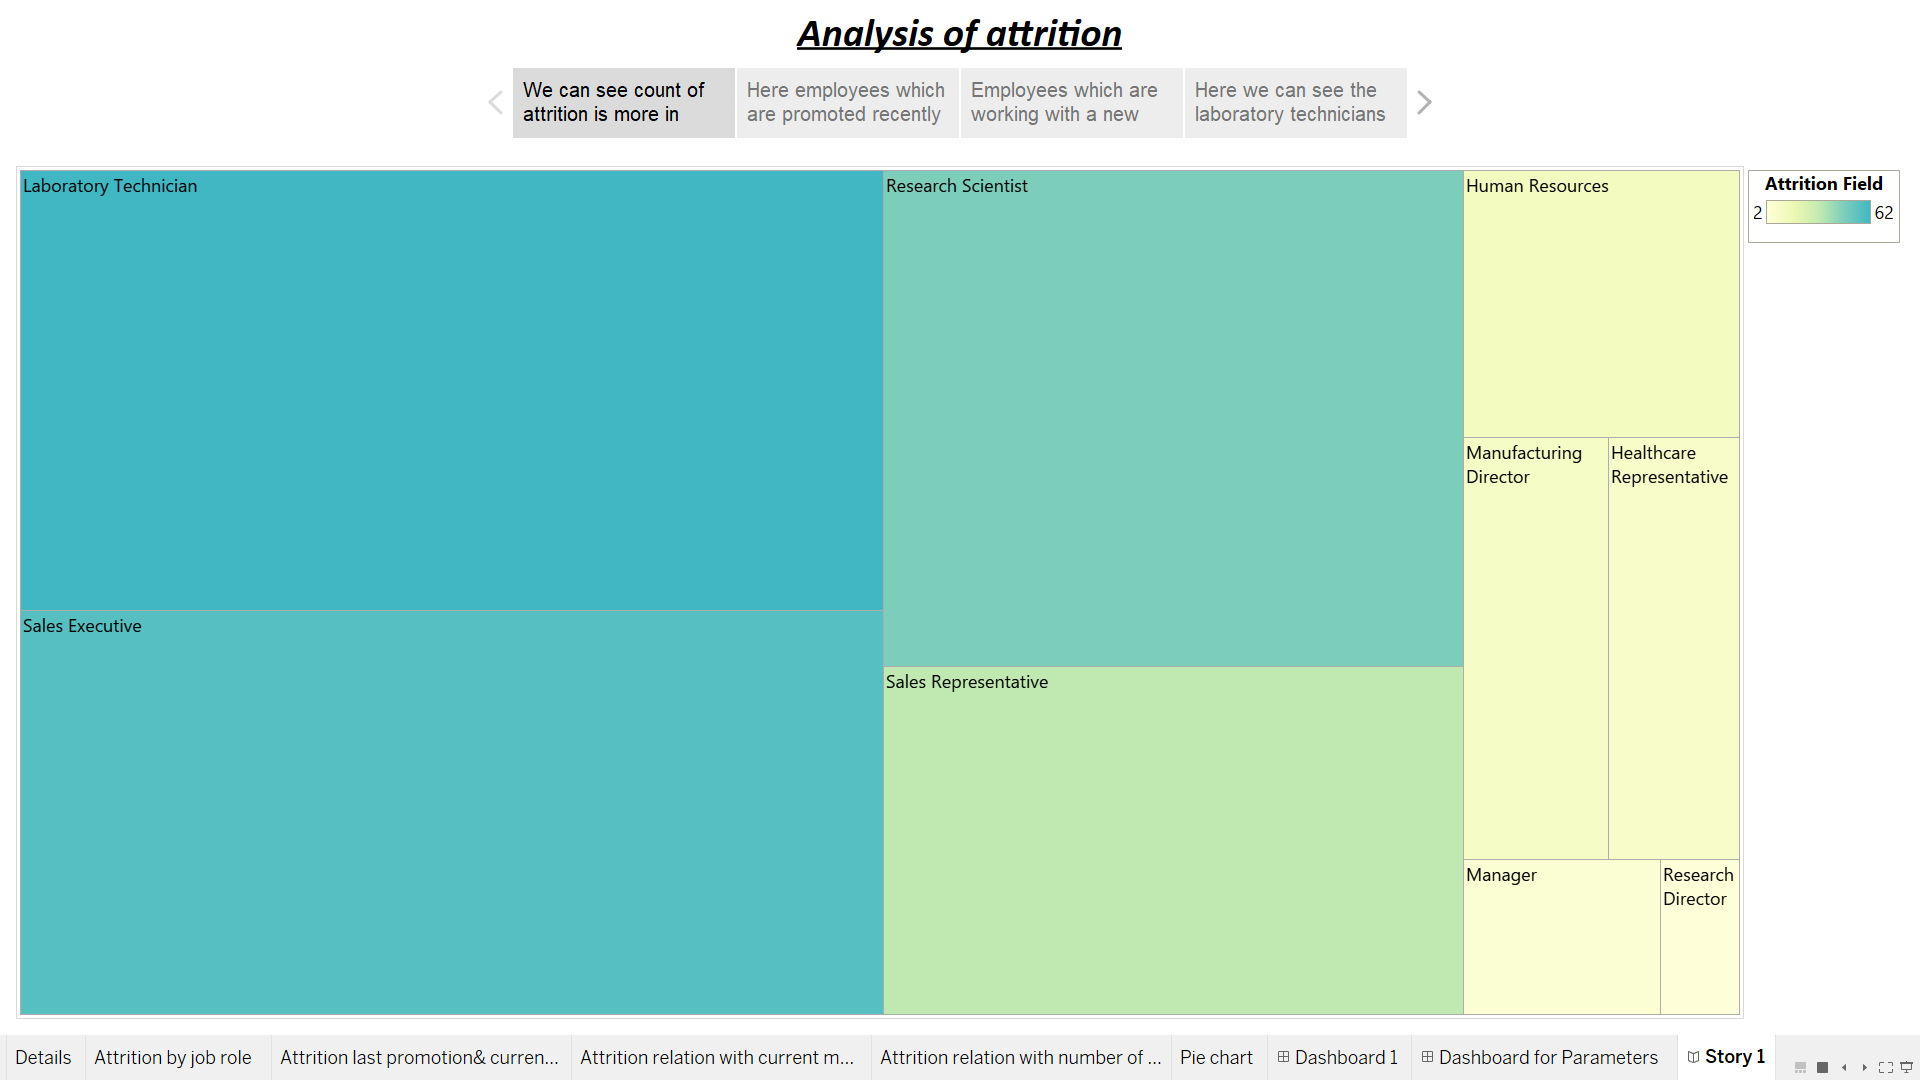 Analysis of attrition
We can see count of
attrition is more in
Here employees which
are promoted recently
Employees which are
working with a new
Here we can see the
laboratory technicians
Laboratory Technician
Research Scientist
Human Resources
Attrition Field
2
62
Manufacturing
Director
Healthcare
Representative
Sales Executive
Sales Representative
Manager
Research
Director
Details
Attrition by job role
Attrition last promotion& curren...
Attrition relation with current m...
Attrition relation with number of ...
Pie chart
Dashboard 1
Dashboard for Parameters
Story 1